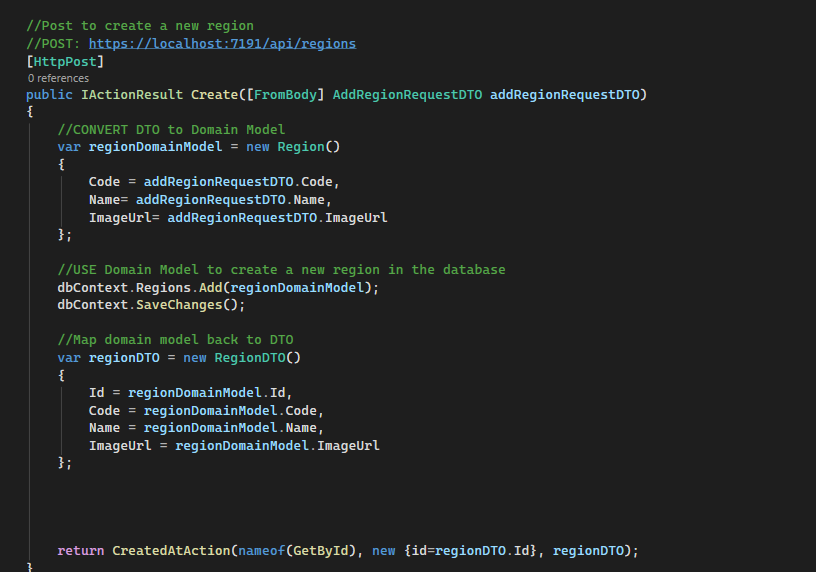 //Post to create a new region
//POST: https://localhost:7191/api/regions
[HttpPost]
0 references
public IActionResult Create([FromBody] AddRegionRequestDTO addRegionRequestDTO)
{
    //CONVERT DTO to Domain Model
    var regionDomainModel = new Region()
    {
        Code = addRegionRequestDTO.Code,
        Name= addRegionRequestDTO.Name,
        ImageUrl= addRegionRequestDTO.ImageUrl
    };
    //USE Domain Model to create a new region in the database
    dbContext.Regions.Add(regionDomainModel);
    dbContext.SaveChanges();
    //Map domain model back to DTO
    var regionDTO = new RegionDTO()
    {
        Id = regionDomainModel.Id,
        Code = regionDomainModel.Code,
        Name = regionDomainModel.Name,
        ImageUrl = regionDomainModel.ImageUrl
    };
    return CreatedAtAction(nameof(GetById), new {id=regionDTO.Id}, regionDTO);
}